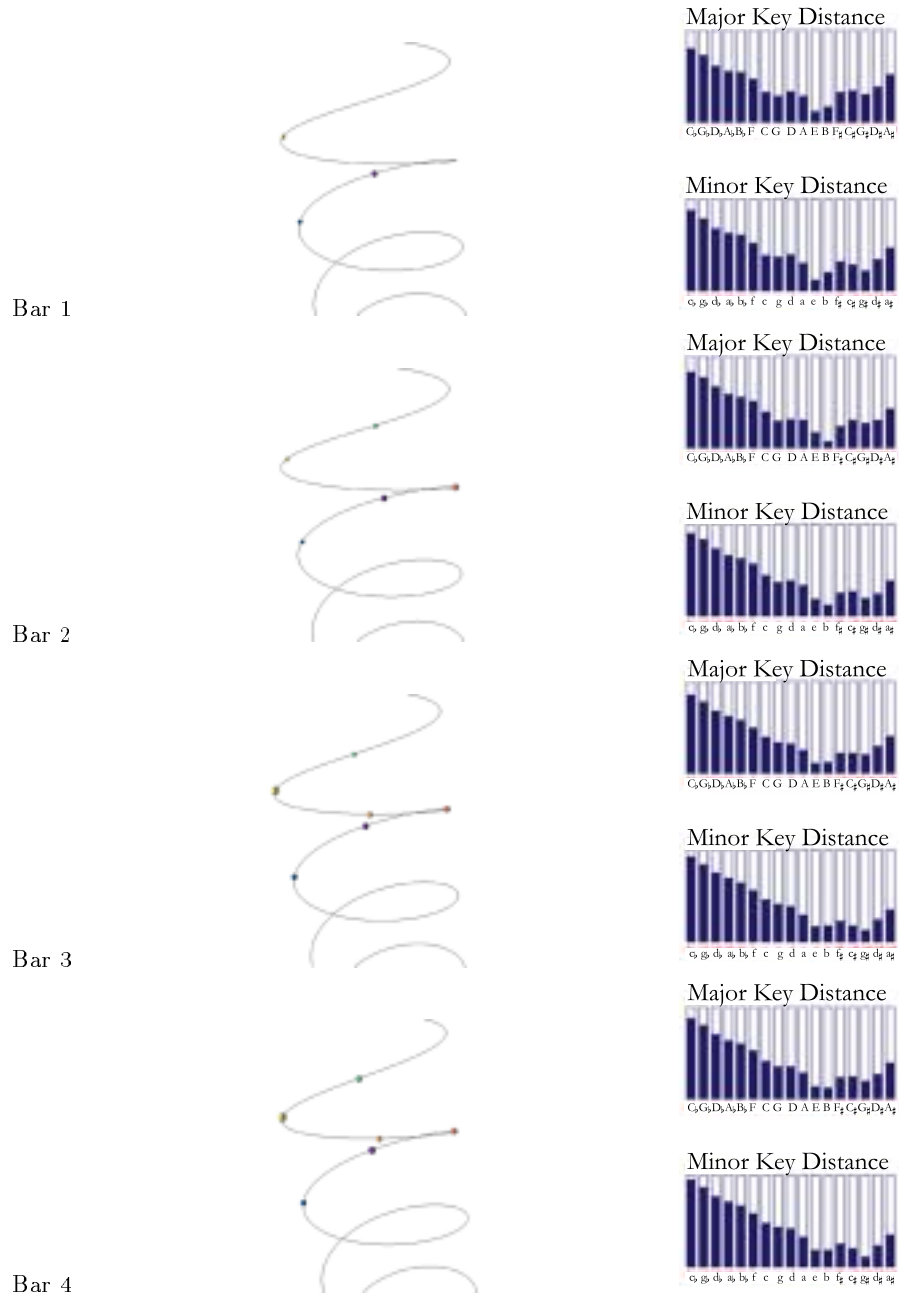 Major Key Distance
C♭ G♭ D♭ A♭ B♭ F C G D A E B F♯ C♯ G♯ D♯ A♯
Minor Key Distance
c♭ g♭ d♭ a♭ b♭ f c g d a e b f♯ c♯ g♯ d♯ a♯
Bar 1
Major Key Distance
C♭ G♭ D♭ A♭ B♭ F C G D A E B F♯ C♯ G♯ D♯ A♯
Minor Key Distance
c♭ g♭ d♭ a♭ b♭ f c g d a e b f♯ c♯ g♯ d♯ a♯
Bar 2
Major Key Distance
C♭ G♭ D♭ A♭ B♭ F C G D A E B F♯ C♯ G♯ D♯ A♯
Minor Key Distance
c♭ g♭ d♭ a♭ b♭ f c g d a e b f♯ c♯ g♯ d♯ a♯
Bar 3
Major Key Distance
C♭ G♭ D♭ A♭ B♭ F C G D A E B F♯ C♯ G♯ D♯ A♯
Minor Key Distance
c♭ g♭ d♭ a♭ b♭ f c g d a e b f♯ c♯ g♯ d♯ a♯
Bar 4